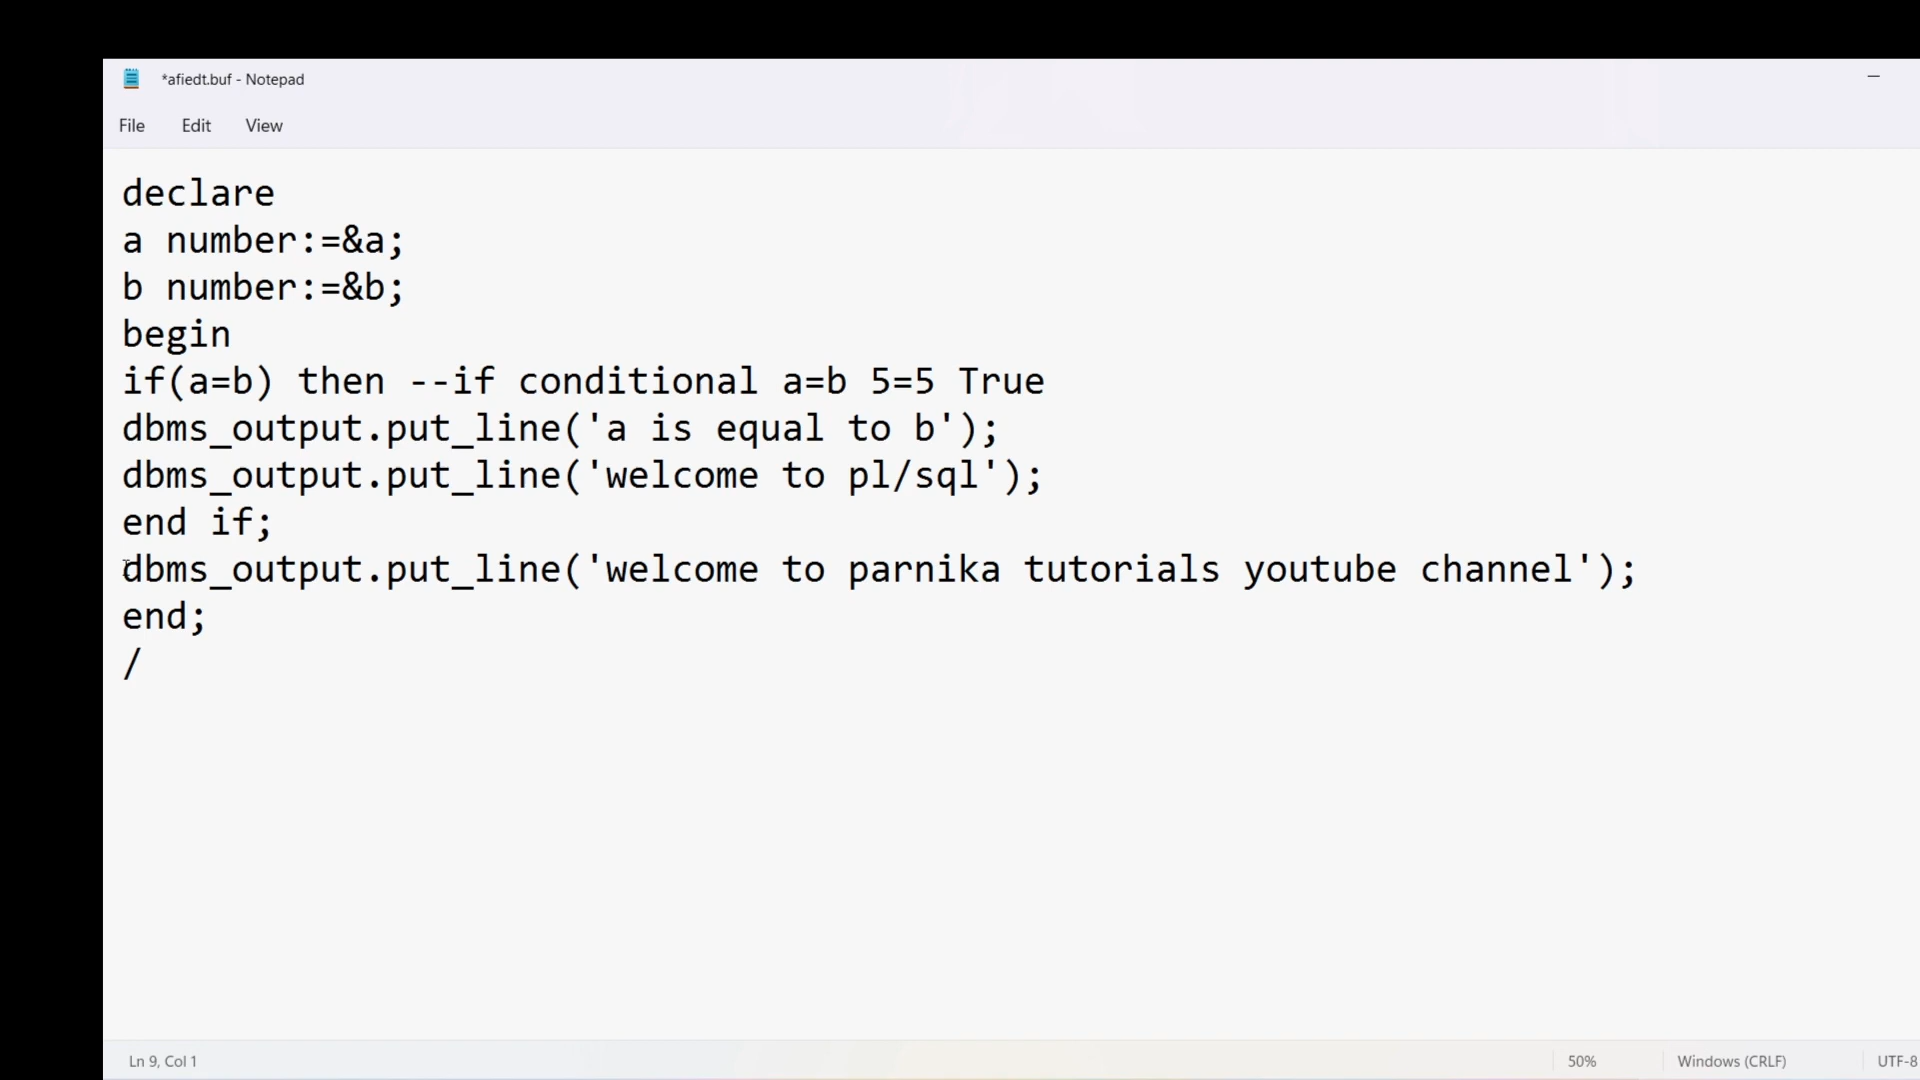 *afiedt.buf - Notepad
File Edit View
declare
a number:=&a;
b number:=&b;
begin
if(a=b) then --if conditional a=b 5=5 True
dbms_output.put_line('a is equal to b');
dbms_output.put_line('welcome to pl/sql');
end if;
dbms_output.put_line('welcome to parnika tutorials youtube channel');
end;
/
Ln 9, Col 1 50% Windows (CRLF) UTF-8